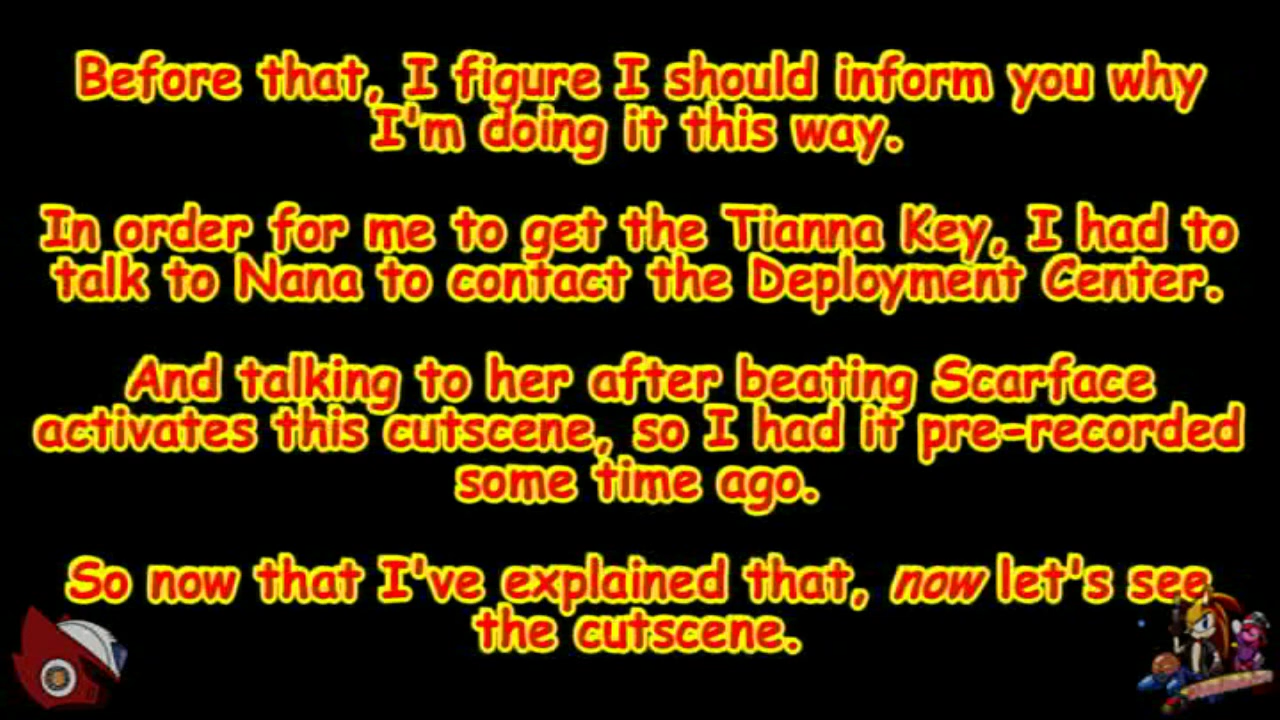 Before that, I figure I should inform you why
I'm doing it this way.
In order for me to get the Tianna Key, I had to
talk to Nana to contact the Deployment Center.
And talking to her after beating Scarface
activates this cutscene, so I had it pre-recorded
some time ago.
So now that I've explained that, now let's see
the cutscene.